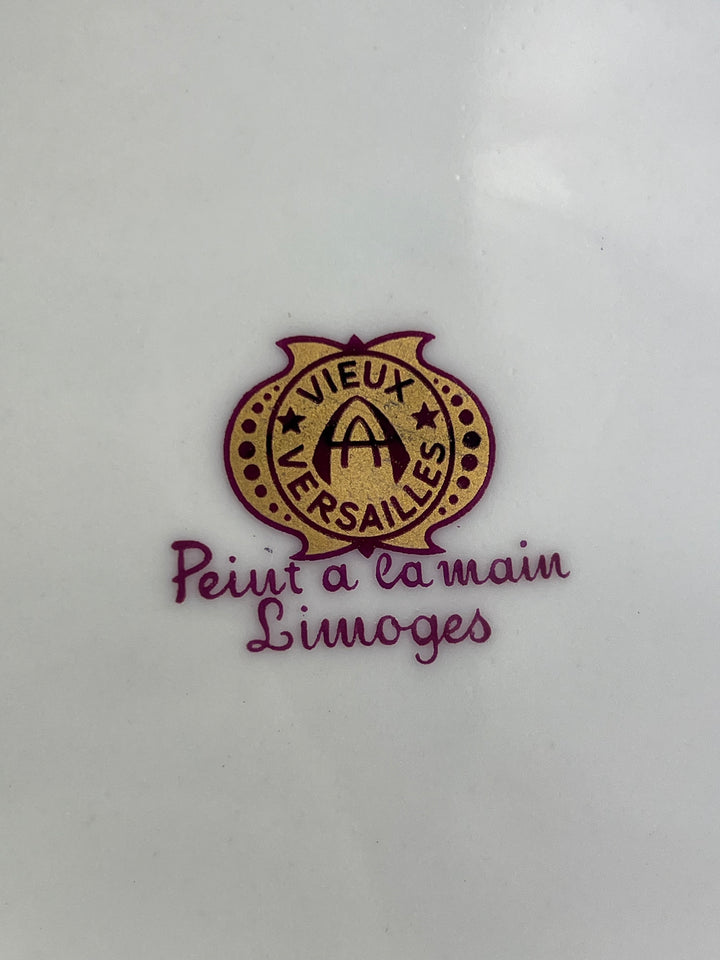 VIEUX
VERSAILLES
Peint a la main
Limoges